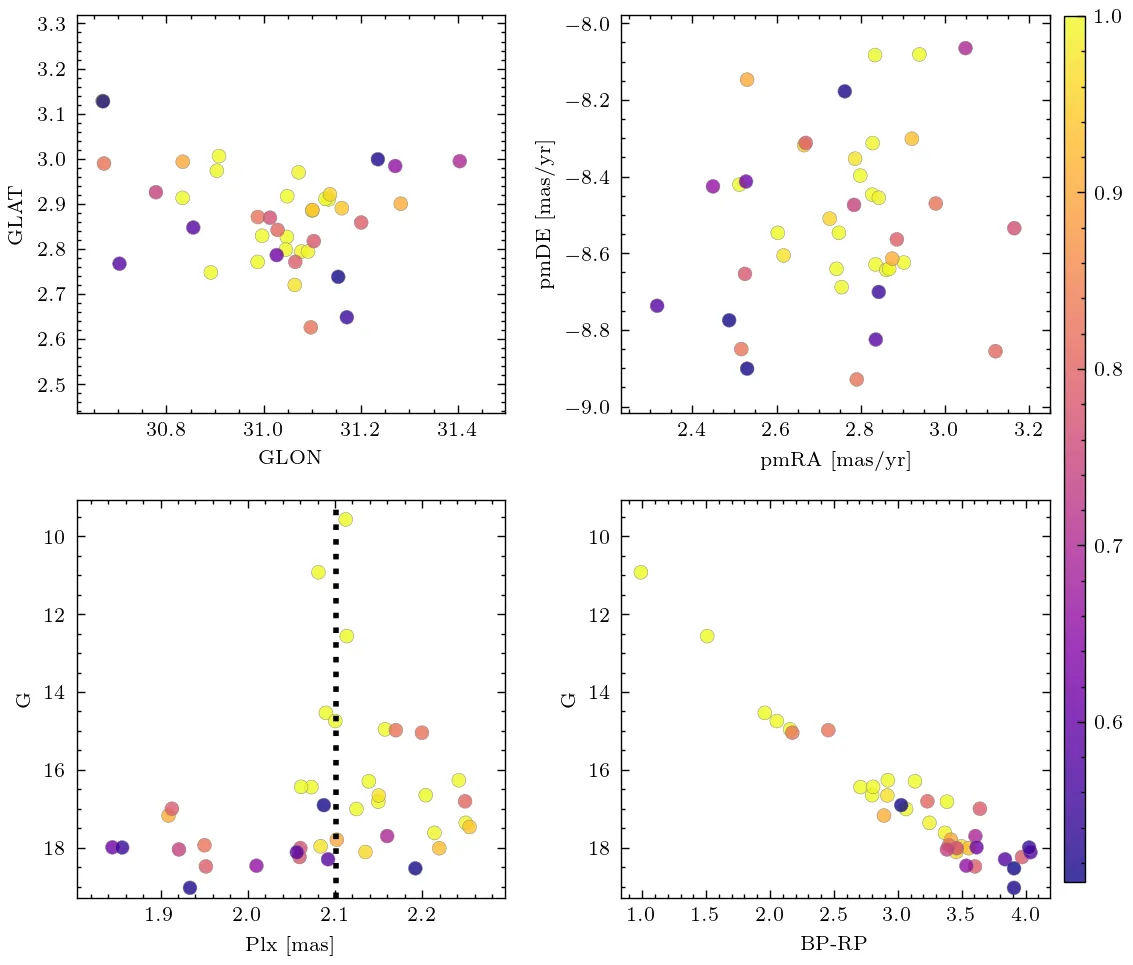 3.3
3.2
3.1
3.0
2.9
2.8
2.7
2.6
2.5
GLAT
30.8 31.0 31.2 31.4
GLON
−8.0
−8.2
−8.4
−8.6
−8.8
−9.0
pmDE [mas/yr]
2.4 2.6 2.8 3.0 3.2
pmRA [mas/yr]
1.0
0.9
0.8
0.7
0.6
10
12
14
16
18
G
1.9 2.0 2.1 2.2
Plx [mas]
10
12
14
16
18
G
1.0 1.5 2.0 2.5 3.0 3.5 4.0
BP-RP